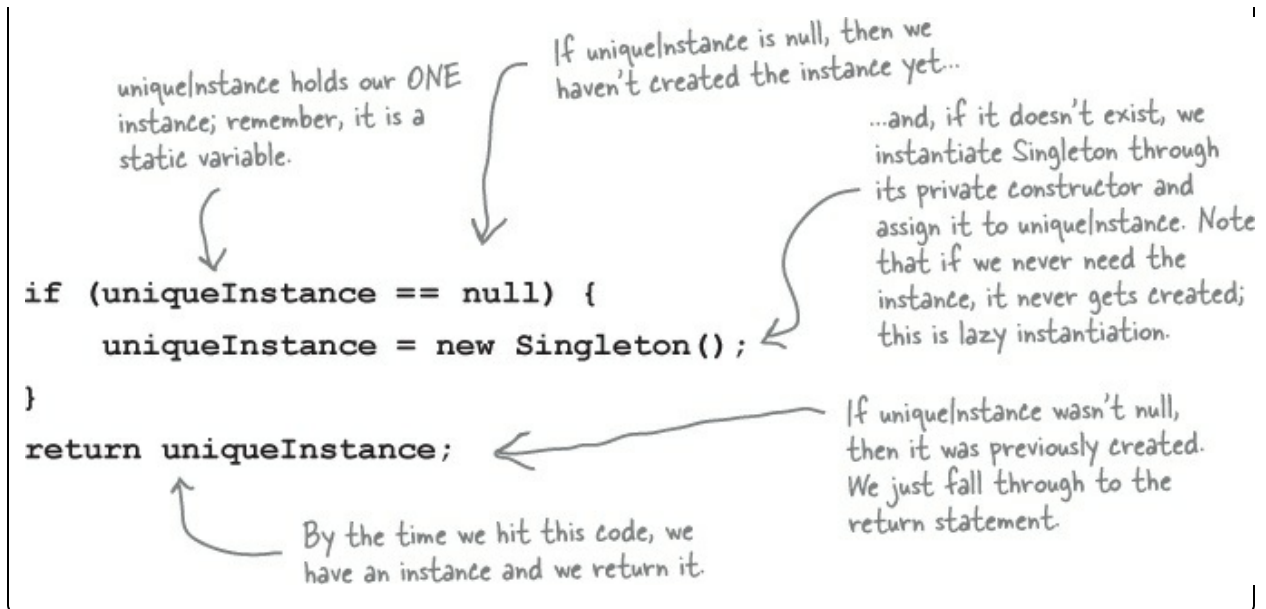 uniqueInstance holds our ONE
instance; remember, it is a
static variable.
If uniqueInstance is null, then we
haven't created the instance yet...
...and, if it doesn't exist, we
instantiate Singleton through
its private constructor and
assign it to uniqueInstance. Note
that if we never need the
instance, it never gets created;
this is lazy instantiation.
if (uniqueInstance == null) {
uniqueInstance = new Singleton();
}
return uniqueInstance;
If uniqueInstance wasn't null,
then it was previously created.
We just fall through to the
return statement.
By the time we hit this code, we
have an instance and we return it.